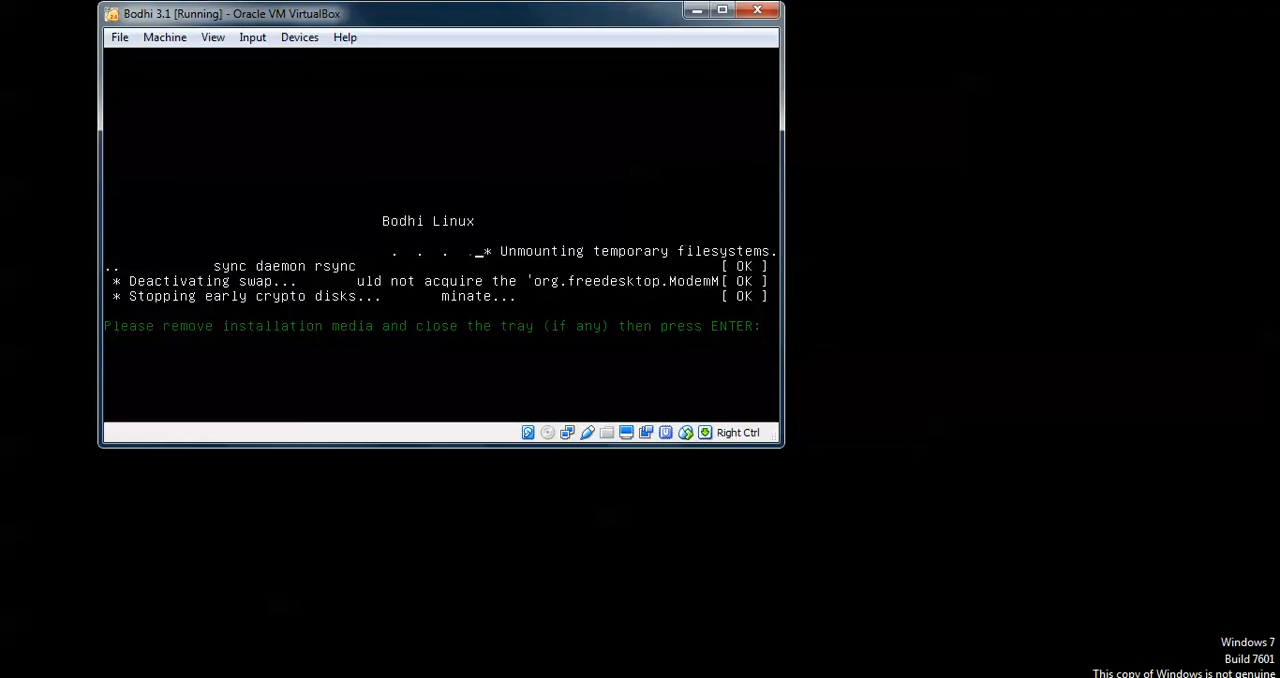 Bodhi 3.1 [Running] - Oracle VM VirtualBox
File Machine View Input Devices Help
Bodhi Linux
. . . ._* Unmounting temporary filesystems.
.. sync daemon rsync [ OK ]
* Deactivating swap... uld not acquire the 'org.freedesktop.ModemM[ OK ]
* Stopping early crypto disks... minate... [ OK ]
Please remove installation media and close the tray (if any) then press ENTER:
Right Ctrl
Windows 7
Build 7601
This copy of Windows is not genuine